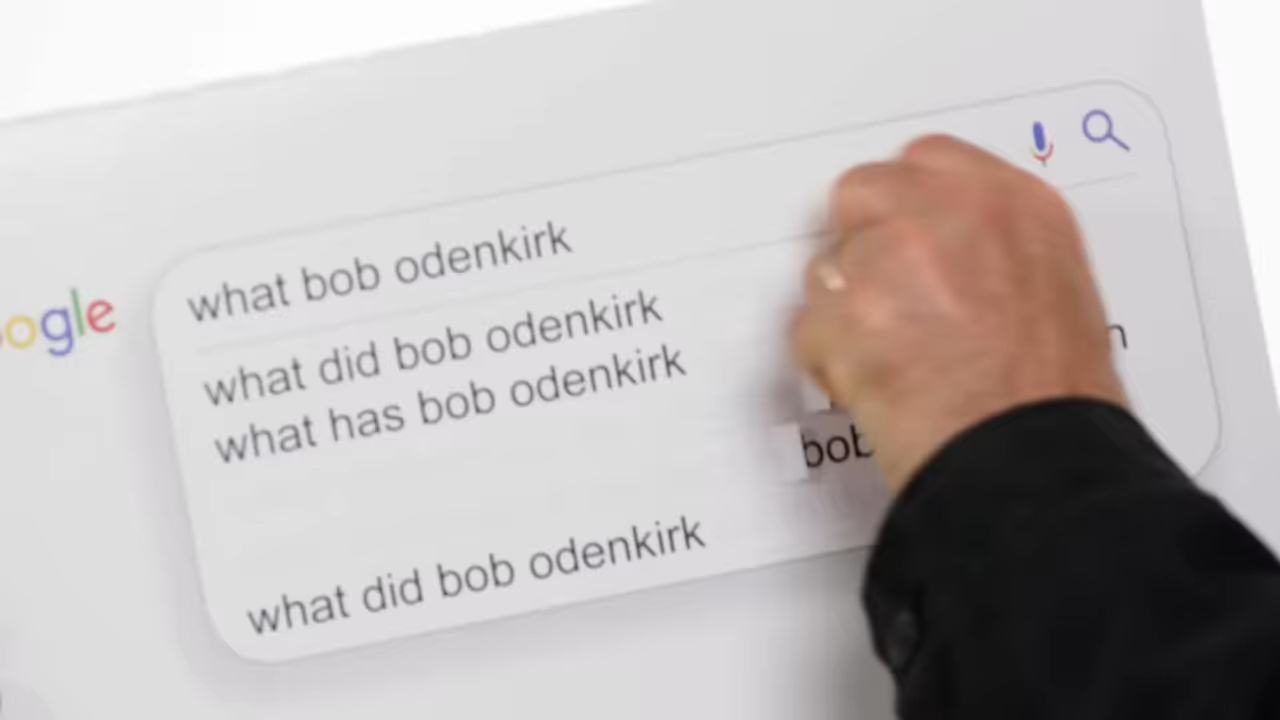 ogle
what bob odenkirk
what did bob odenkirk
what has bob odenkirk
bob
what did bob odenkirk